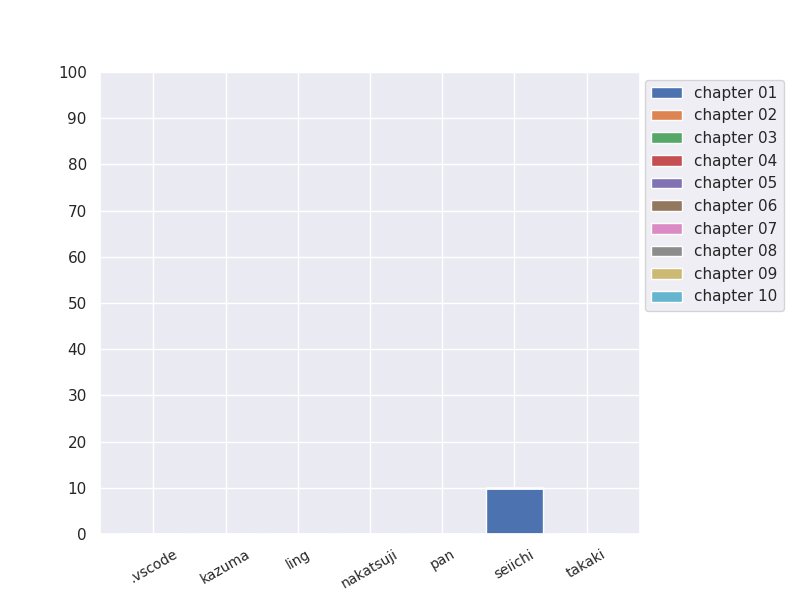 100
90
80
70
60
50
40
30
20
10
0
.vscode
kazuma
ling
nakatsuji
pan
seiichi
takaki
chapter 01
chapter 02
chapter 03
chapter 04
chapter 05
chapter 06
chapter 07
chapter 08
chapter 09
chapter 10